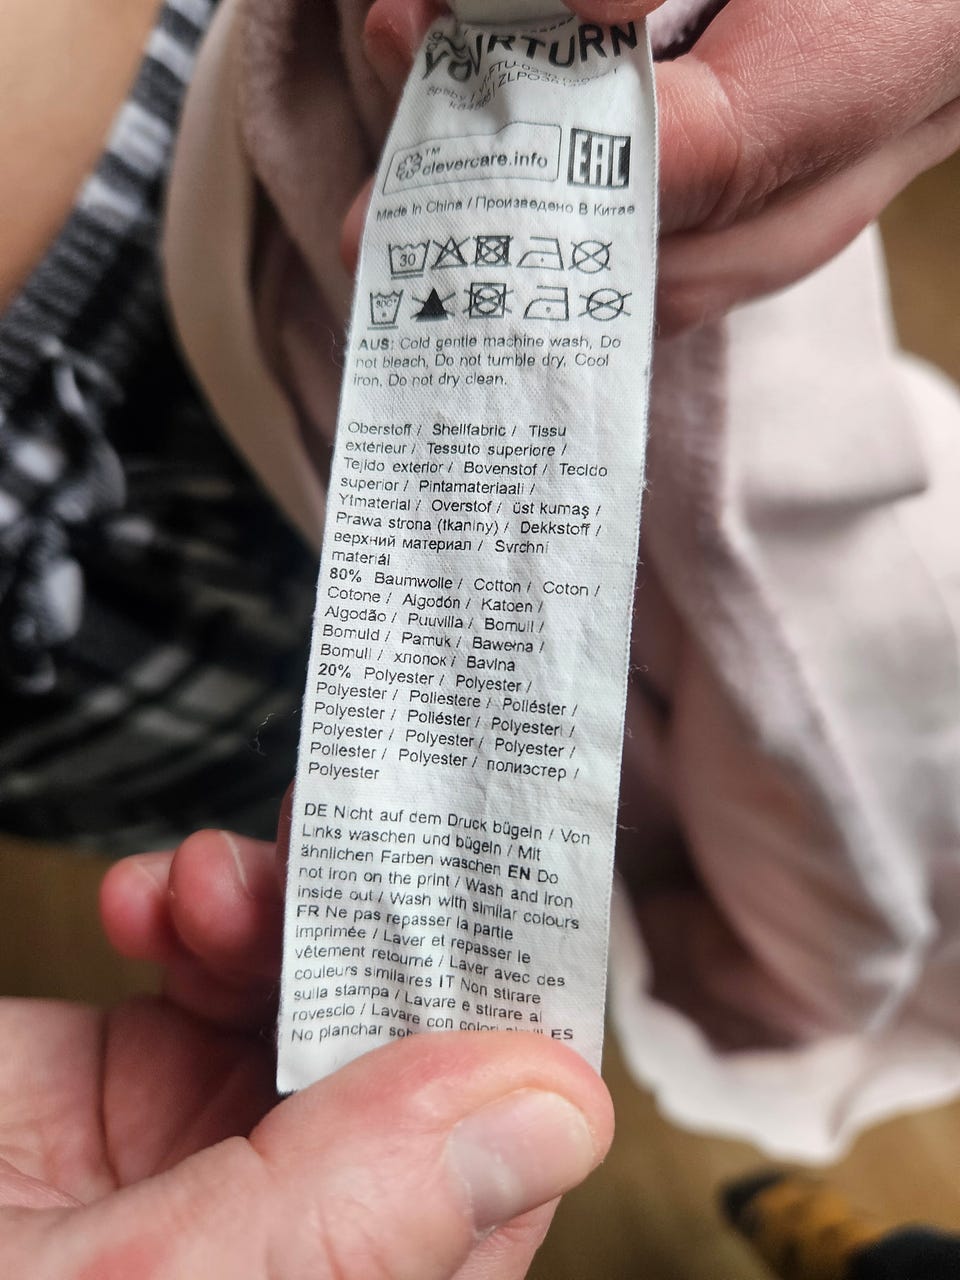 YOURTURN
clevercare.info
EAC
Made In China / Произведено В Китае
30
30°C
AUS: Cold gentle machine wash, Do
not bleach, Do not tumble dry, Cool
iron, Do not dry clean.
Oberstoff / Shellfabric / Tissu
extérieur / Tessuto superiore /
Tejido exterior / Bovenstof / Tecido
superior / Pintamateriaali /
Ytmaterial / Overstof / üst kumaş /
Prawa strona (tkaniny) / Dekkstoff /
верхний материал / Svrchní
materiál
80% Baumwolle / Cotton / Coton /
Cotone / Algodón / Katoen /
Algodão / Puuvilla / Bomull /
Bomuld / Pamuk / Bawełna /
Bomull / хлопок / Bavlna
20% Polyester / Polyester /
Polyester / Poliestere / Poliéster /
Polyester / Poliéster / Polyesteri /
Polyester / Polyester / Polyester /
Poliester / Polyester / полиэстер /
Polyester
DE Nicht auf dem Druck bügeln / Von
Links waschen und bügeln / Mit
ähnlichen Farben waschen EN Do
not iron on the print / Wash and iron
inside out / Wash with similar colours
FR Ne pas repasser la partie
imprimée / Laver et repasser le
vêtement retourné / Laver avec des
couleurs similaires IT Non stirare
sulla stampa / Lavare e stirare al
rovescio / Lavare con colori ES
No planchar